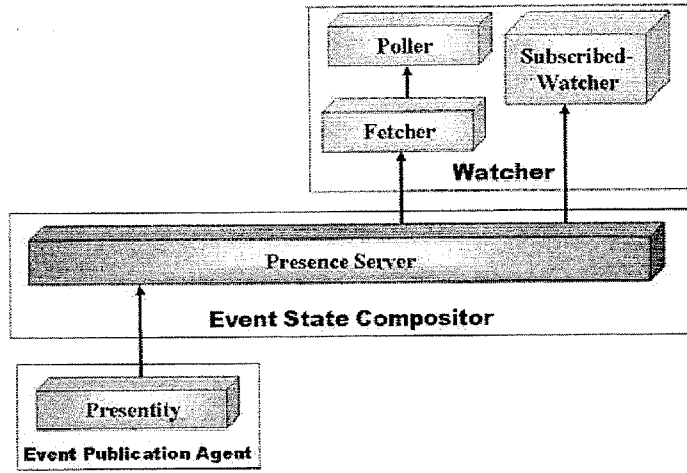 Poller
Subscribed-
Watcher
Fetcher
Watcher
Presence Server
Event State Compositor
Presentity
Event Publication Agent